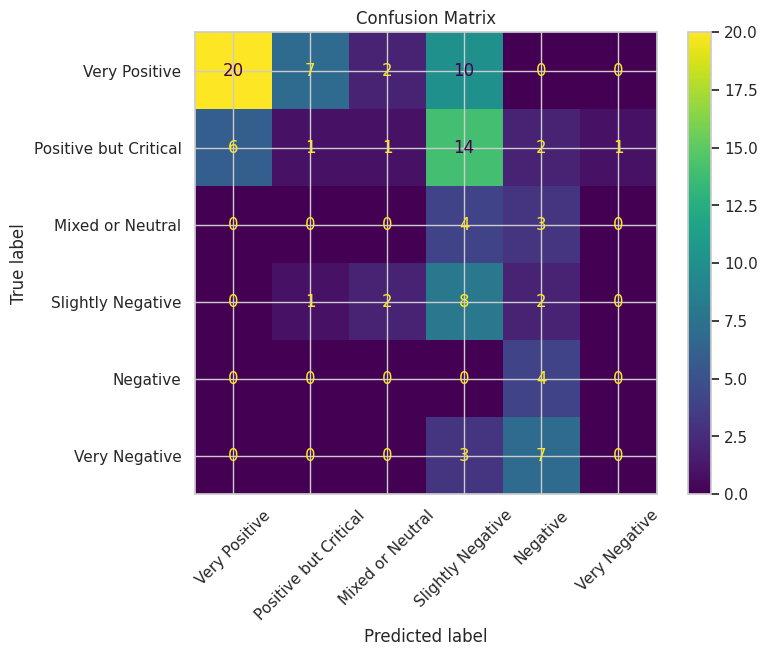 Confusion Matrix
Very Positive 20 7 2 10 0 0
Positive but Critical 6 1 1 14 2 1
Mixed or Neutral 0 0 0 4 3 0
Slightly Negative 0 1 2 8 2 0
Negative 0 0 0 0 4 0
Very Negative 0 0 0 3 7 0
True label
Very Positive
Positive but Critical
Mixed or Neutral
Slightly Negative
Negative
Very Negative
Predicted label
20.0
17.5
15.0
12.5
10.0
7.5
5.0
2.5
0.0